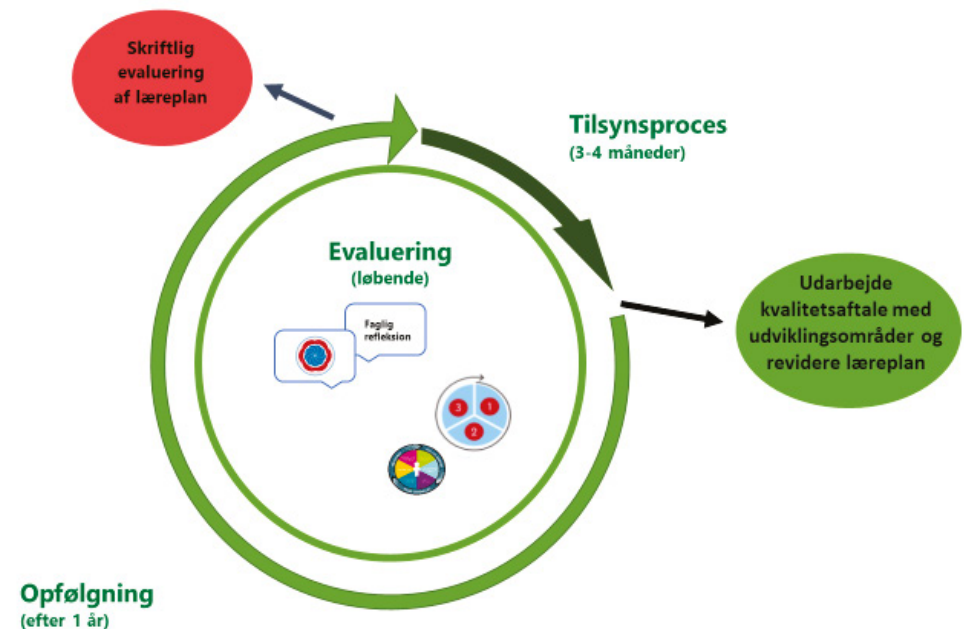 Skriftlig
evaluering
af læreplan
Tilsynsproces
(3-4 måneder)
Evaluering
(løbende)
Faglig
refleksion
3
1
2
Udarbejde
kvalitetsaftale med
udviklingsområder og
revidere læreplan
Opfølgning
(efter 1 år)